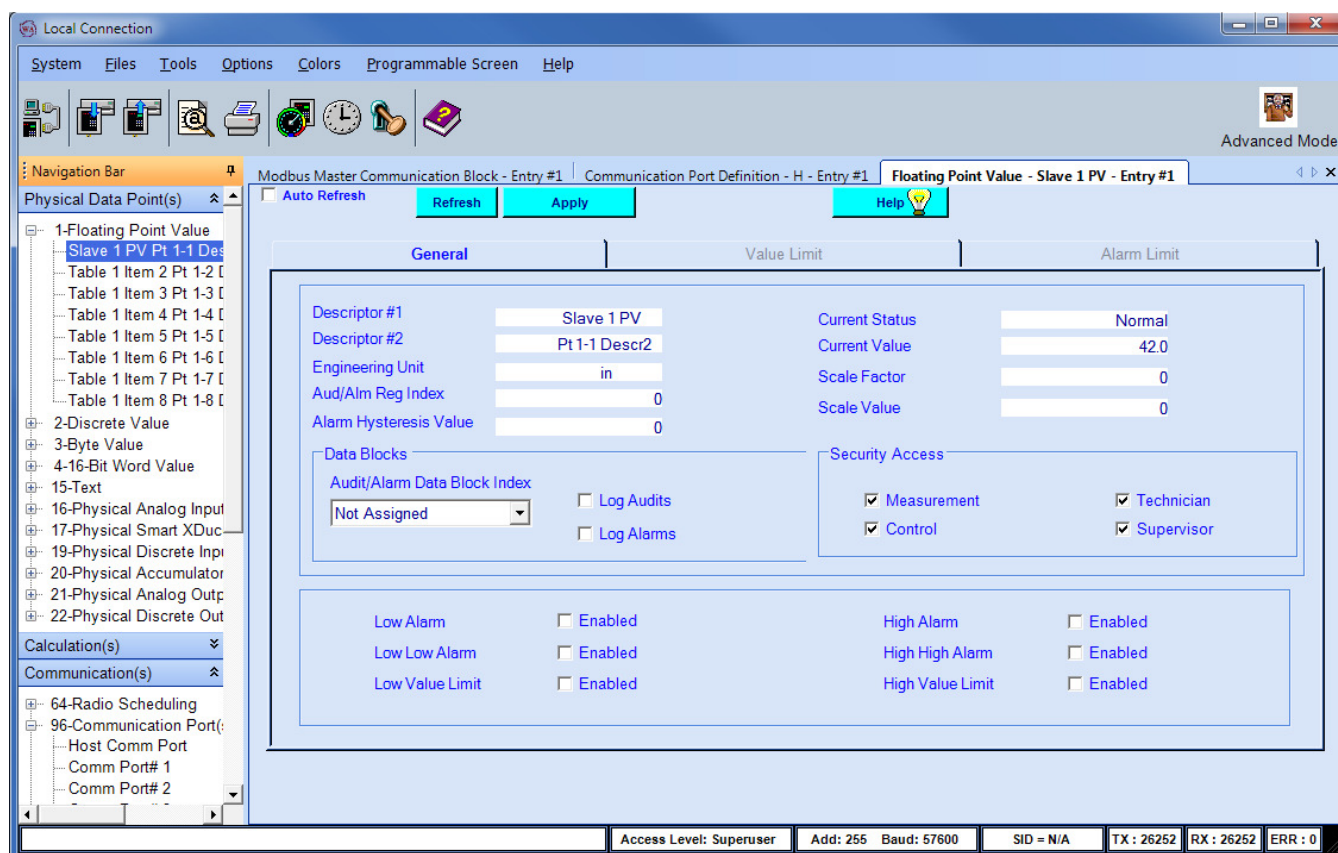 Local Connection
System Files Tools Options Colors Programmable Screen Help
Advanced Mode
Navigation Bar
Modbus Master Communication Block - Entry #1 Communication Port Definition - H - Entry #1 Floating Point Value - Slave 1 PV - Entry #1
Physical Data Point(s)
1-Floating Point Value
Slave 1 PV Pt 1-1 Des
Table 1 Item 2 Pt 1-2 D
Table 1 Item 3 Pt 1-3 D
Table 1 Item 4 Pt 1-4 D
Table 1 Item 5 Pt 1-5 D
Table 1 Item 6 Pt 1-6 D
Table 1 Item 7 Pt 1-7 D
Table 1 Item 8 Pt 1-8 D
2-Discrete Value
3-Byte Value
4-16-Bit Word Value
15-Text
16-Physical Analog Input
17-Physical Smart XDuc
19-Physical Discrete Inpu
20-Physical Accumulator
21-Physical Analog Outp
22-Physical Discrete Out
Calculation(s)
Communication(s)
64-Radio Scheduling
96-Communication Port(s
Host Comm Port
Comm Port# 1
Comm Port# 2
Auto Refresh Refresh Apply Help
General Value Limit Alarm Limit
Descriptor #1 Slave 1 PV
Descriptor #2 Pt 1-1 Descr2
Engineering Unit in
Aud/Alm Reg Index 0
Alarm Hysteresis Value 0
Current Status Normal
Current Value 42.0
Scale Factor 0
Scale Value 0
Data Blocks
Audit/Alarm Data Block Index
Not Assigned
Log Audits
Log Alarms
Security Access
Measurement Technician
Control Supervisor
Low Alarm Enabled High Alarm Enabled
Low Low Alarm Enabled High High Alarm Enabled
Low Value Limit Enabled High Value Limit Enabled
Access Level: Superuser Add: 255 Baud: 57600 SID = N/A TX : 26252 RX : 26252 ERR : 0